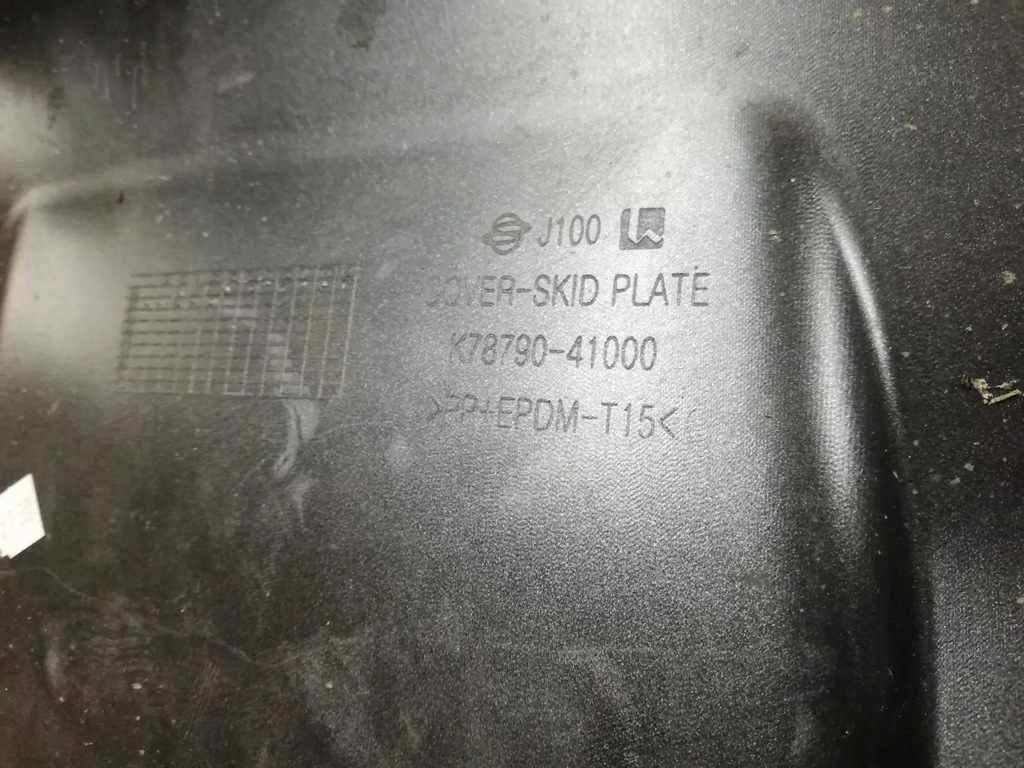 J100
COVER-SKID PLATE
K78790-41000
>PP+EPDM-T15<